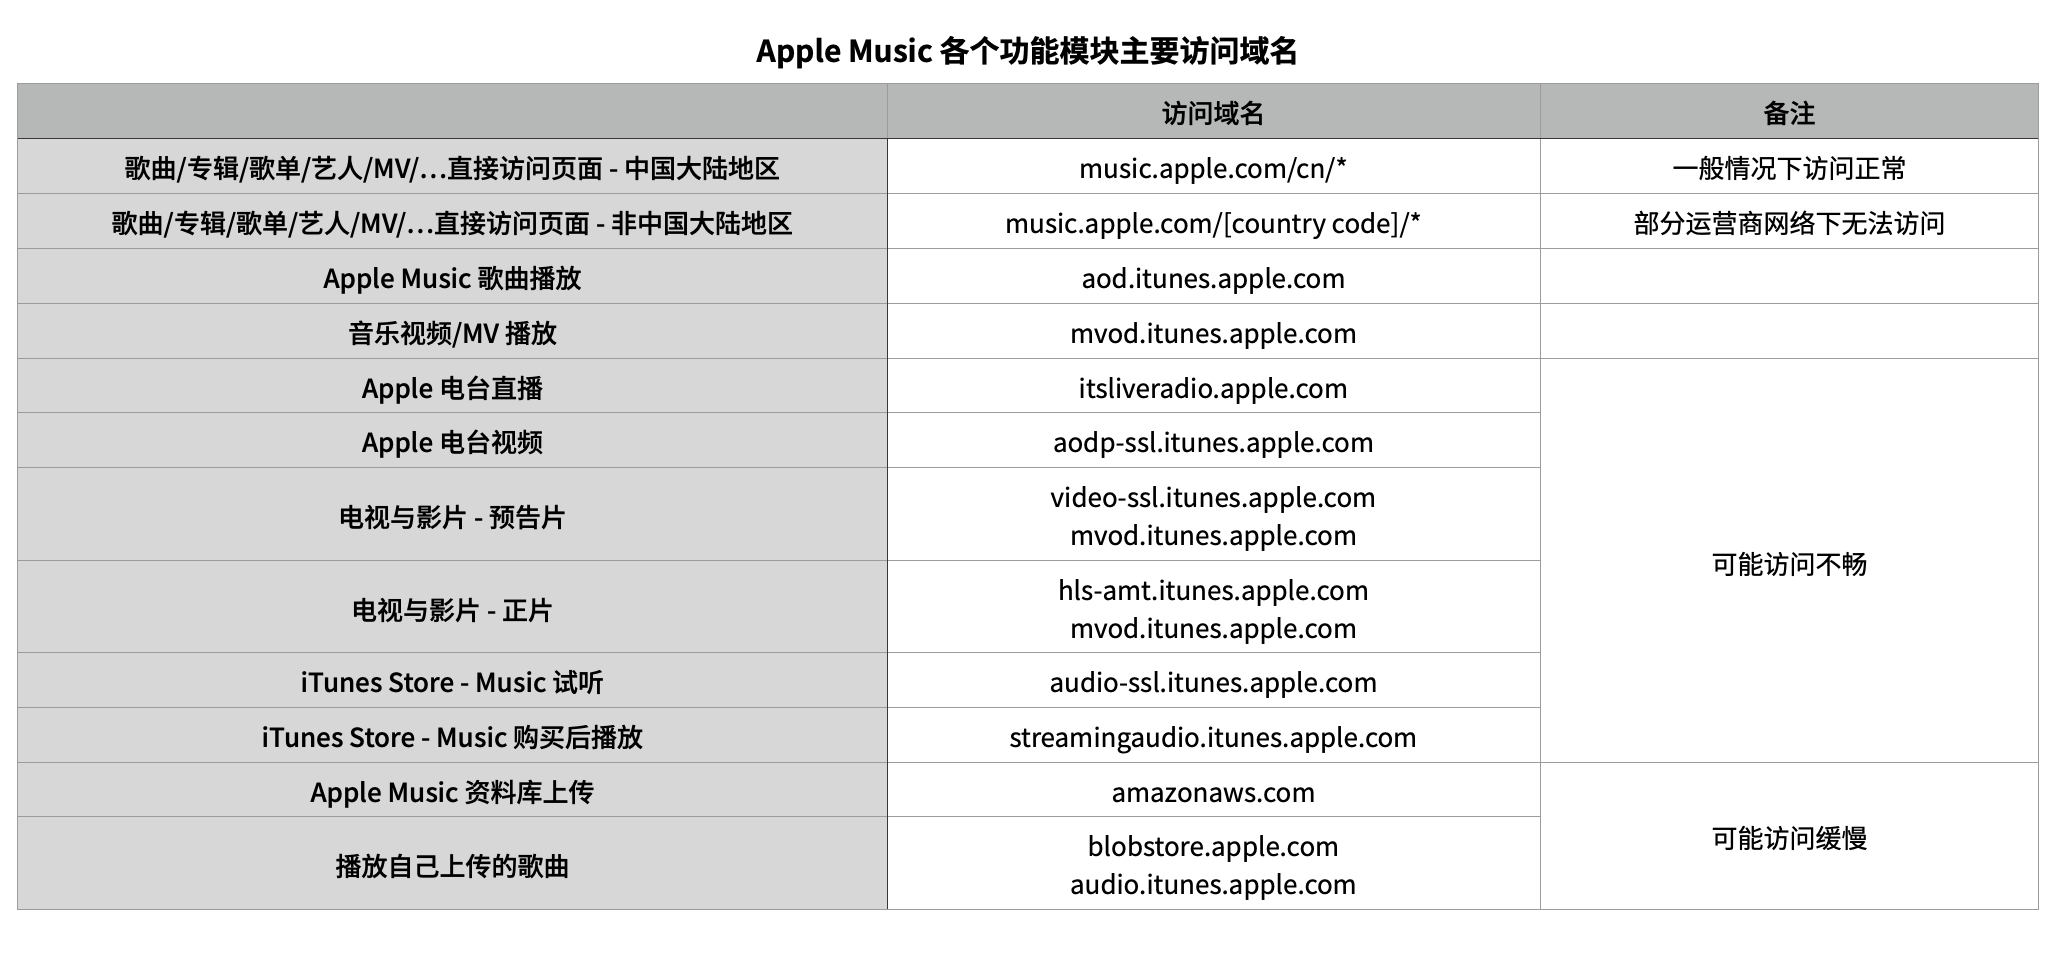 Apple Music 各个功能模块主要访问域名
访问域名 备注
歌曲/专辑/歌单/艺人/MV/…直接访问页面 - 中国大陆地区 music.apple.com/cn/* 一般情况下访问正常
歌曲/专辑/歌单/艺人/MV/…直接访问页面 - 非中国大陆地区 music.apple.com/[country code]/* 部分运营商网络下无法访问
Apple Music 歌曲播放 aod.itunes.apple.com
音乐视频/MV 播放 mvod.itunes.apple.com
Apple 电台直播 itsliveradio.apple.com
Apple 电台视频 aodp-ssl.itunes.apple.com
电视与影片 - 预告片 video-ssl.itunes.apple.com
mvod.itunes.apple.com
可能访问不畅
电视与影片 - 正片 hls-amt.itunes.apple.com
mvod.itunes.apple.com
iTunes Store - Music 试听 audio-ssl.itunes.apple.com
iTunes Store - Music 购买后播放 streamingaudio.itunes.apple.com
Apple Music 资料库上传 amazonaws.com
可能访问缓慢
播放自己上传的歌曲 blobstore.apple.com
audio.itunes.apple.com